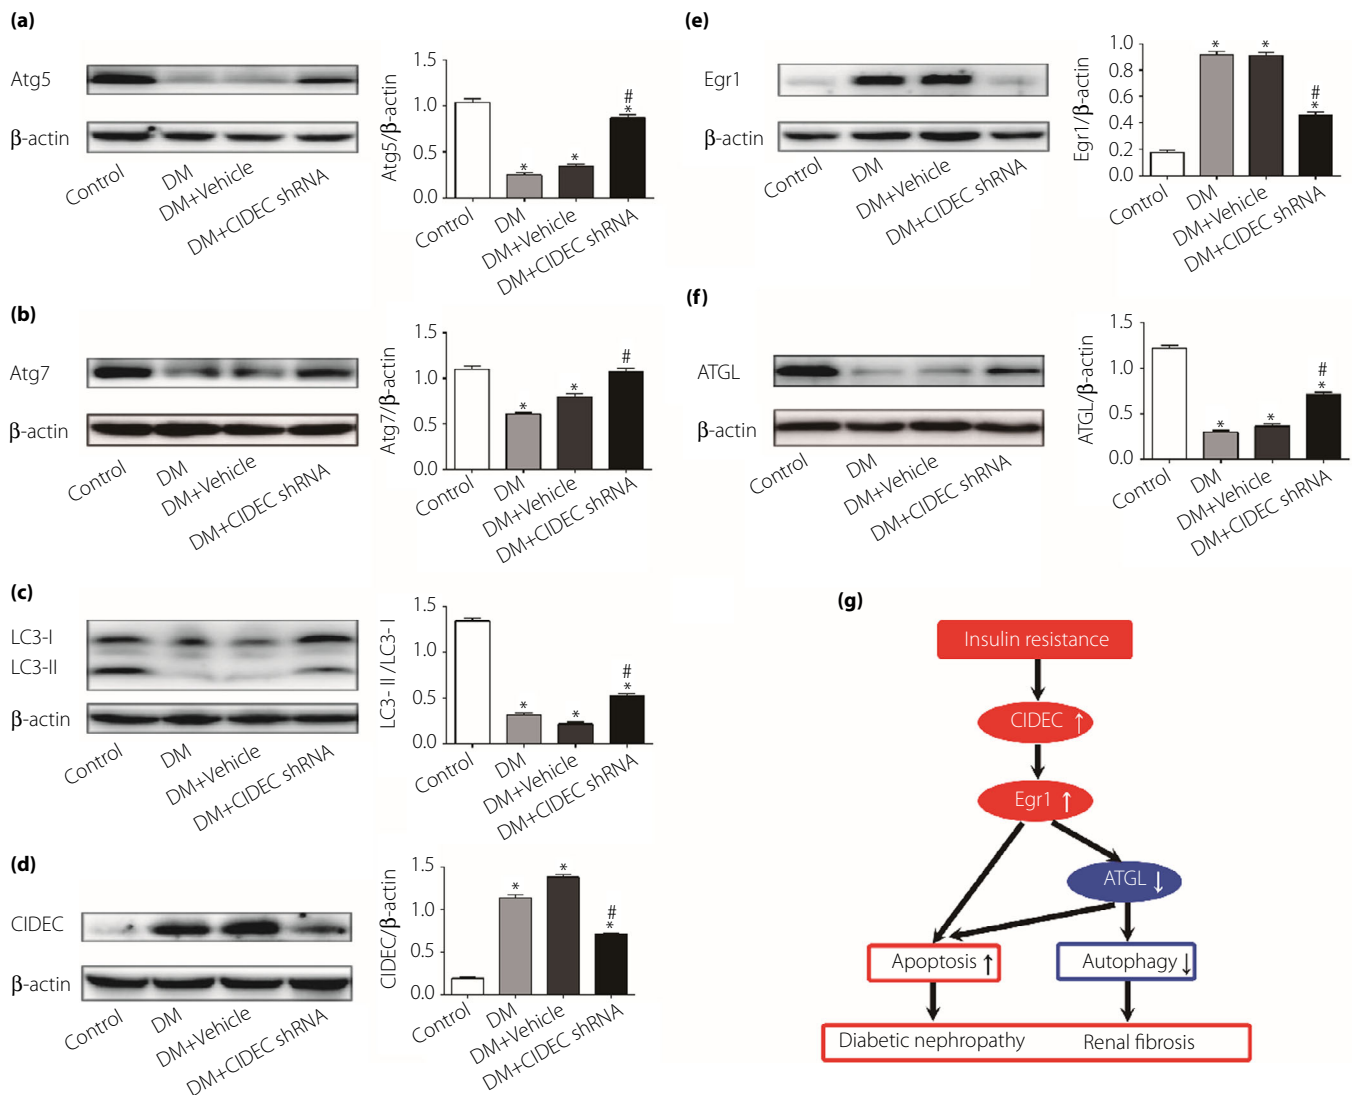 (a)
Atg5
β-actin
Control
DM
DM+Vehicle
DM+CIDEC shRNA
Atg5/β-actin
1.5
1.0
0.5
0.0
*
*
#
*
Control
DM
DM+Vehicle
DM+CIDEC shRNA
(b)
Atg7
β-actin
Control
DM
DM+Vehicle
DM+CIDEC shRNA
Atg7/β-actin
1.5
1.0
0.5
0.0
*
*
#
Control
DM
DM+Vehicle
DM+CIDEC shRNA
(c)
LC3-I
LC3-II
β-actin
Control
DM
DM+Vehicle
DM+CIDEC shRNA
LC3- II /LC3- I
1.5
1.0
0.5
0.0
*
*
#
*
Control
DM
DM+Vehicle
DM+CIDEC shRNA
(d)
CIDEC
β-actin
Control
DM
DM+Vehicle
DM+CIDEC shRNA
CIDEC/β-actin
1.5
1.0
0.5
0.0
*
*
#
*
Control
DM
DM+Vehicle
DM+CIDEC shRNA
(e)
Egr1
β-actin
Control
DM
DM+Vehicle
DM+CIDEC shRNA
Egr1/β-actin
1.0
0.8
0.6
0.4
0.2
0.0
*
*
#
*
Control
DM
DM+Vehicle
DM+CIDEC shRNA
(f)
ATGL
β-actin
Control
DM
DM+Vehicle
DM+CIDEC shRNA
ATGL/β-actin
1.5
1.0
0.5
0.0
*
*
#
*
Control
DM
DM+Vehicle
DM+CIDEC shRNA
(g)
Insulin resistance
CIDEC ↑
Egr1 ↑
ATGL ↓
Apoptosis ↑
Autophagy ↓
Diabetic nephropathy
Renal fibrosis